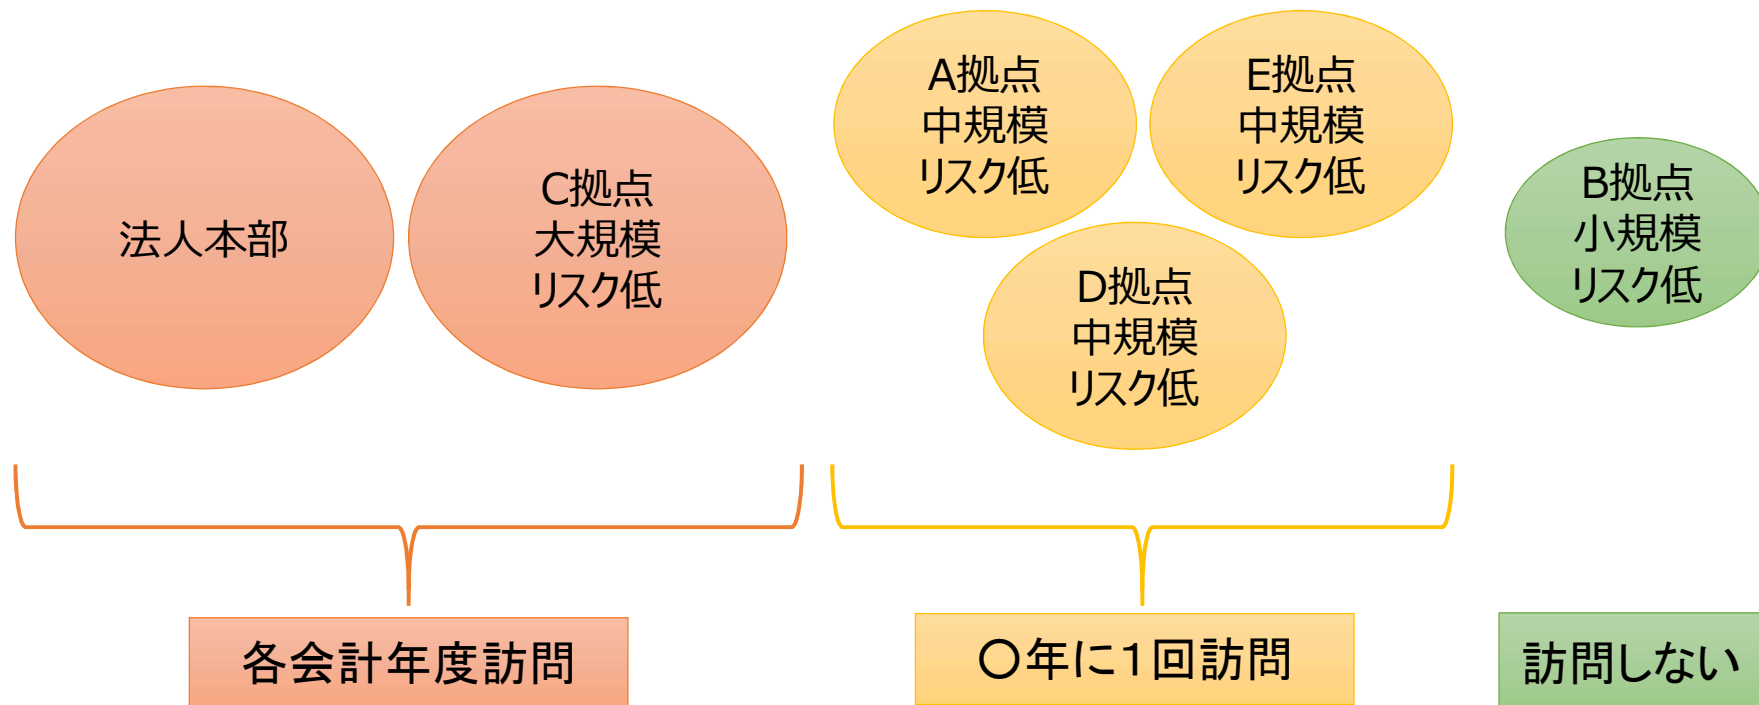 法人本部
C拠点
大規模
リスク低
A拠点
中規模
リスク低
E拠点
中規模
リスク低
D拠点
中規模
リスク低
B拠点
小規模
リスク低
各会計年度訪問
〇年に１回訪問
訪問しない